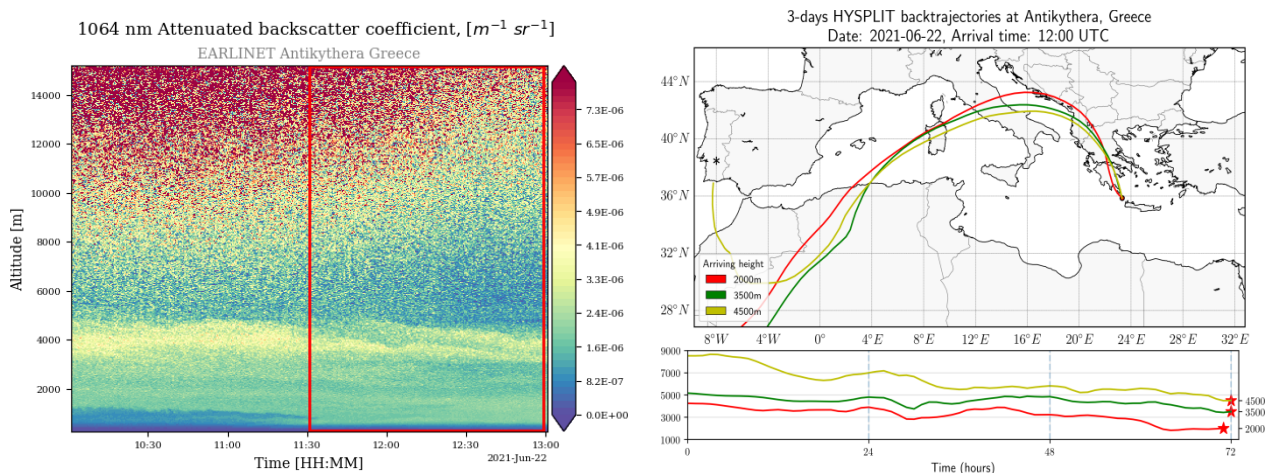 1064 nm Attenuated backscatter coefficient, [m⁻¹ sr⁻¹]
EARLINET Antikythera Greece
Altitude [m]
14000
12000
10000
8000
6000
4000
2000
10:30
11:00
11:30
12:00
12:30
13:00
2021-Jun-22
Time [HH:MM]
7.3E-06
6.5E-06
5.7E-06
4.9E-06
4.1E-06
3.3E-06
2.4E-06
1.6E-06
8.2E-07
0.0E+00
3-days HYSPLIT backtrajectories at Antikythera, Greece
Date: 2021-06-22, Arrival time: 12:00 UTC
44°N
40°N
36°N
32°N
28°N
Arriving height
2000m
3500m
4500m
8°W
4°W
0°
4°E
8°E
12°E
16°E
20°E
24°E
28°E
32°E
9000
7000
5000
3000
1000
4500
3500
2000
0
24
48
72
Time (hours)